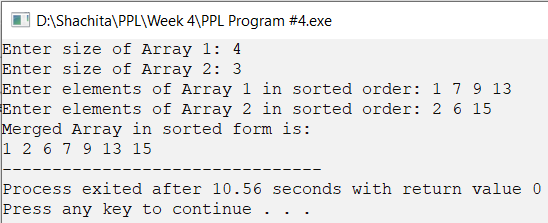 D:\Shachita\PPL\Week 4\PPL Program #4.exe
Enter size of Array 1: 4
Enter size of Array 2: 3
Enter elements of Array 1 in sorted order: 1 7 9 13
Enter elements of Array 2 in sorted order: 2 6 15
Merged Array in sorted form is:
1 2 6 7 9 13 15
--------------------------------
Process exited after 10.56 seconds with return value 0
Press any key to continue . . .